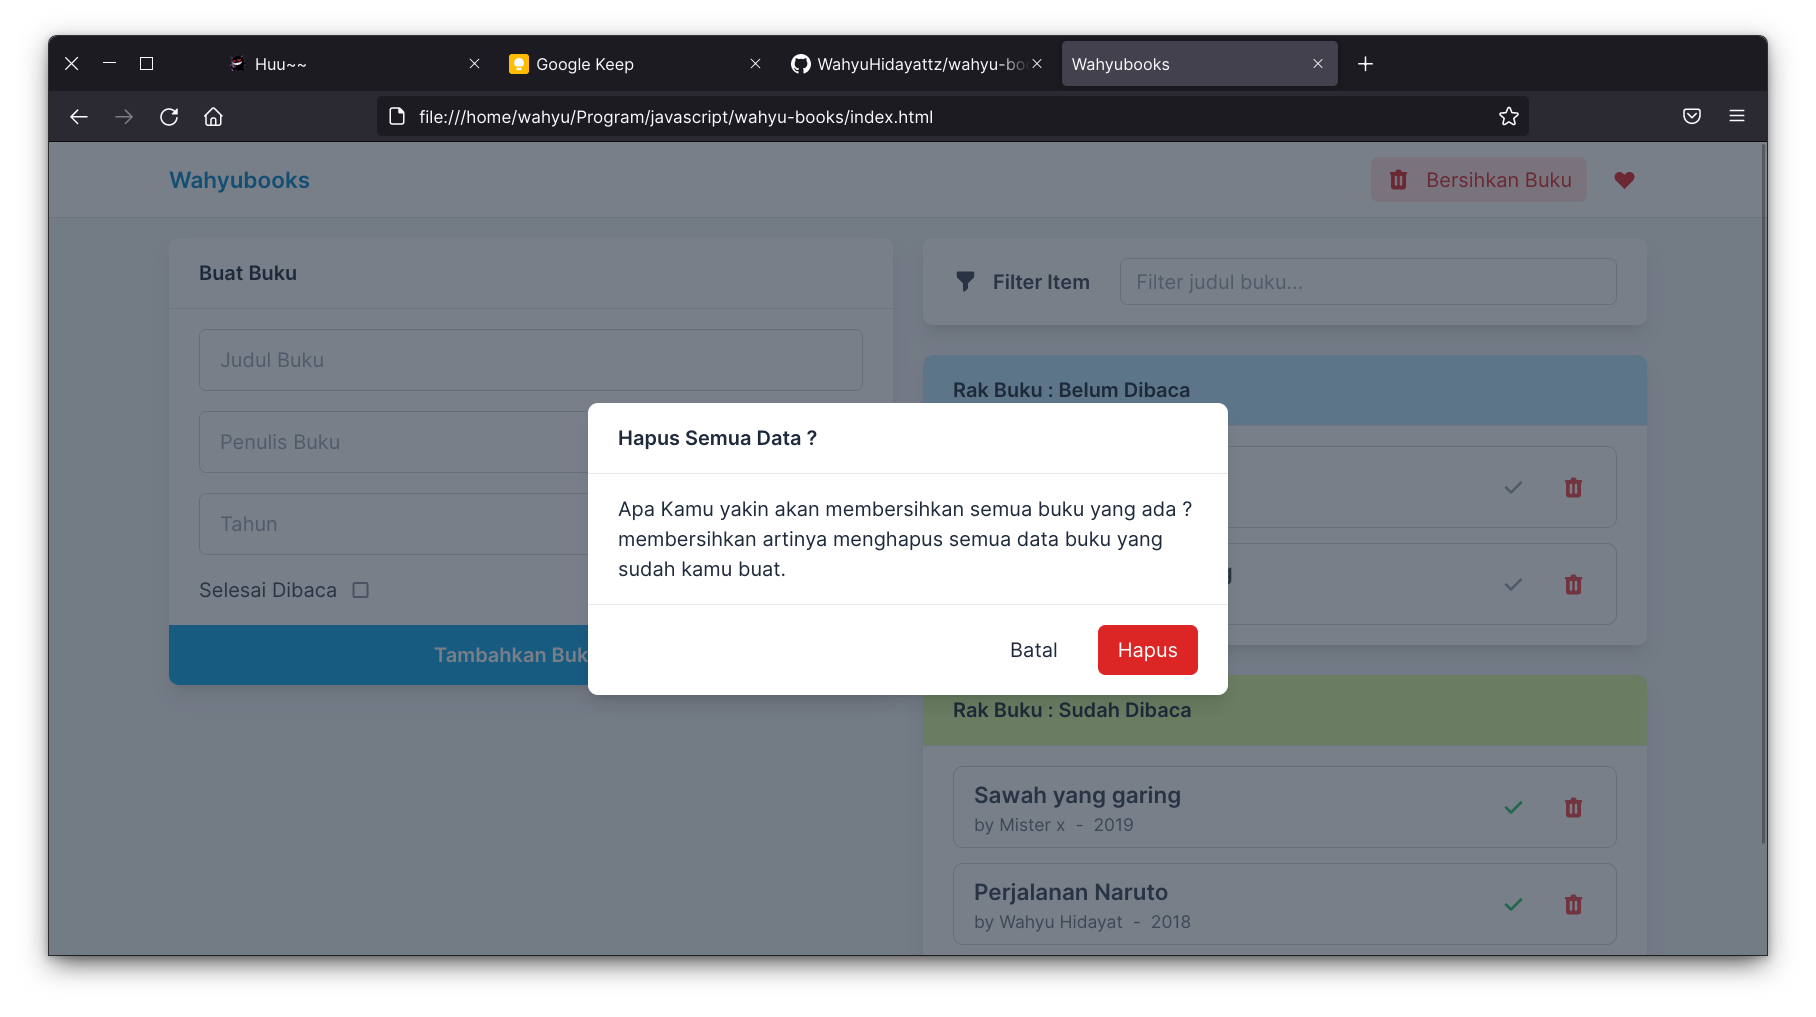 Huu~~
Google Keep
WahyuHidayattz/wahyu-bo
Wahyubooks
file:///home/wahyu/Program/javascript/wahyu-books/index.html
Wahyubooks
Bersihkan Buku
Buat Buku
Judul Buku
Penulis Buku
Tahun
Selesai Dibaca
Tambahkan Buk
Filter Item
Filter judul buku...
Rak Buku : Belum Dibaca
Hapus Semua Data ?
Apa Kamu yakin akan membersihkan semua buku yang ada ?
membersihkan artinya menghapus semua data buku yang
sudah kamu buat.
Batal
Hapus
Rak Buku : Sudah Dibaca
Sawah yang garing
by Mister x - 2019
Perjalanan Naruto
by Wahyu Hidayat - 2018